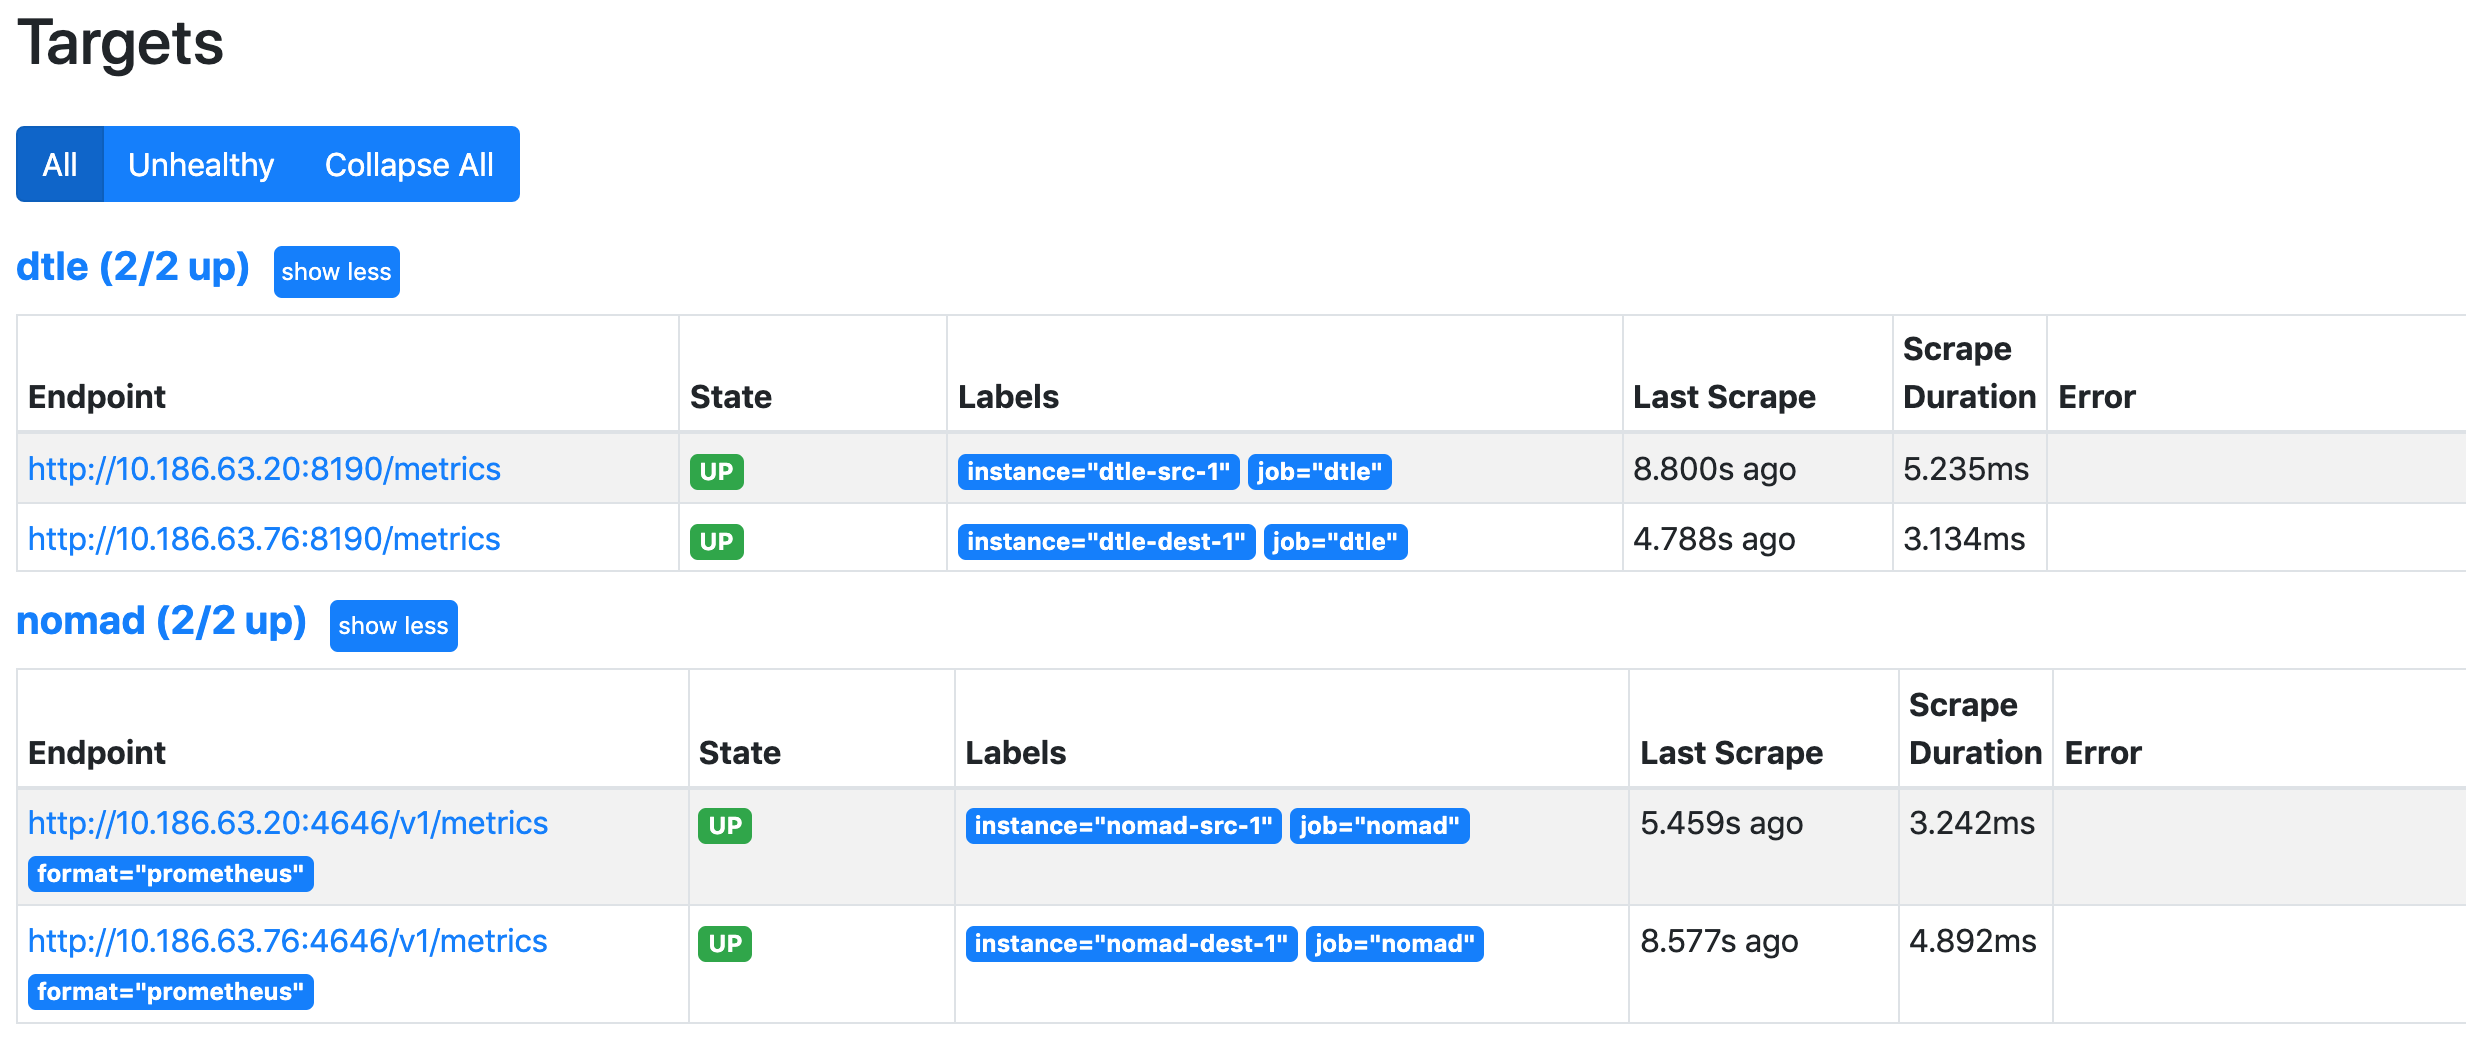 Targets
All Unhealthy Collapse All
dtle (2/2 up) show less
Endpoint State Labels Last Scrape Scrape Duration Error
http://10.186.63.20:8190/metrics UP instance="dtle-src-1" job="dtle" 8.800s ago 5.235ms
http://10.186.63.76:8190/metrics UP instance="dtle-dest-1" job="dtle" 4.788s ago 3.134ms
nomad (2/2 up) show less
Endpoint State Labels Last Scrape Scrape Duration Error
http://10.186.63.20:4646/v1/metrics UP instance="nomad-src-1" job="nomad" 5.459s ago 3.242ms
format="prometheus"
http://10.186.63.76:4646/v1/metrics UP instance="nomad-dest-1" job="nomad" 8.577s ago 4.892ms
format="prometheus"